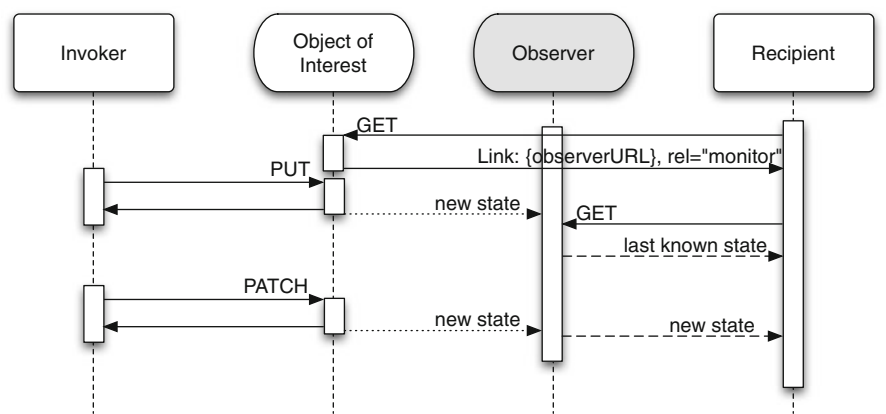 Invoker
Object of
Interest
Observer
Recipient
GET
Link: {observerURL}, rel="monitor"
PUT
new state
GET
last known state
PATCH
new state
new state